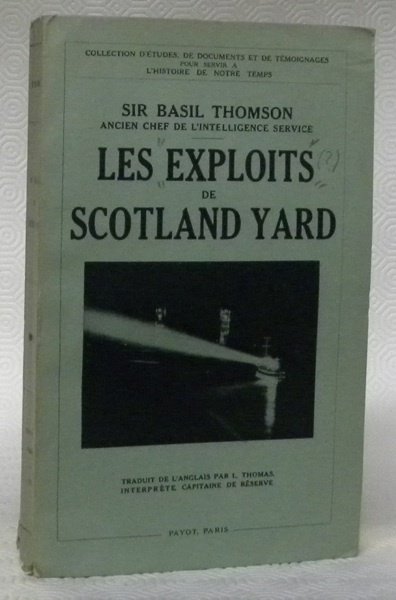 COLLECTION D'ÉTUDES, DE DOCUMENTS ET DE TÉMOIGNAGES
POUR SERVIR A
L'HISTOIRE DE NOTRE TEMPS
SIR BASIL THOMSON
ANCIEN CHEF DE L'INTELLIGENCE SERVICE
LES "EXPLOITS" (?)
DE
SCOTLAND YARD
TRADUIT DE L'ANGLAIS PAR L. THOMAS,
INTERPRÈTE CAPITAINE DE RÉSERVE
PAYOT, PARIS